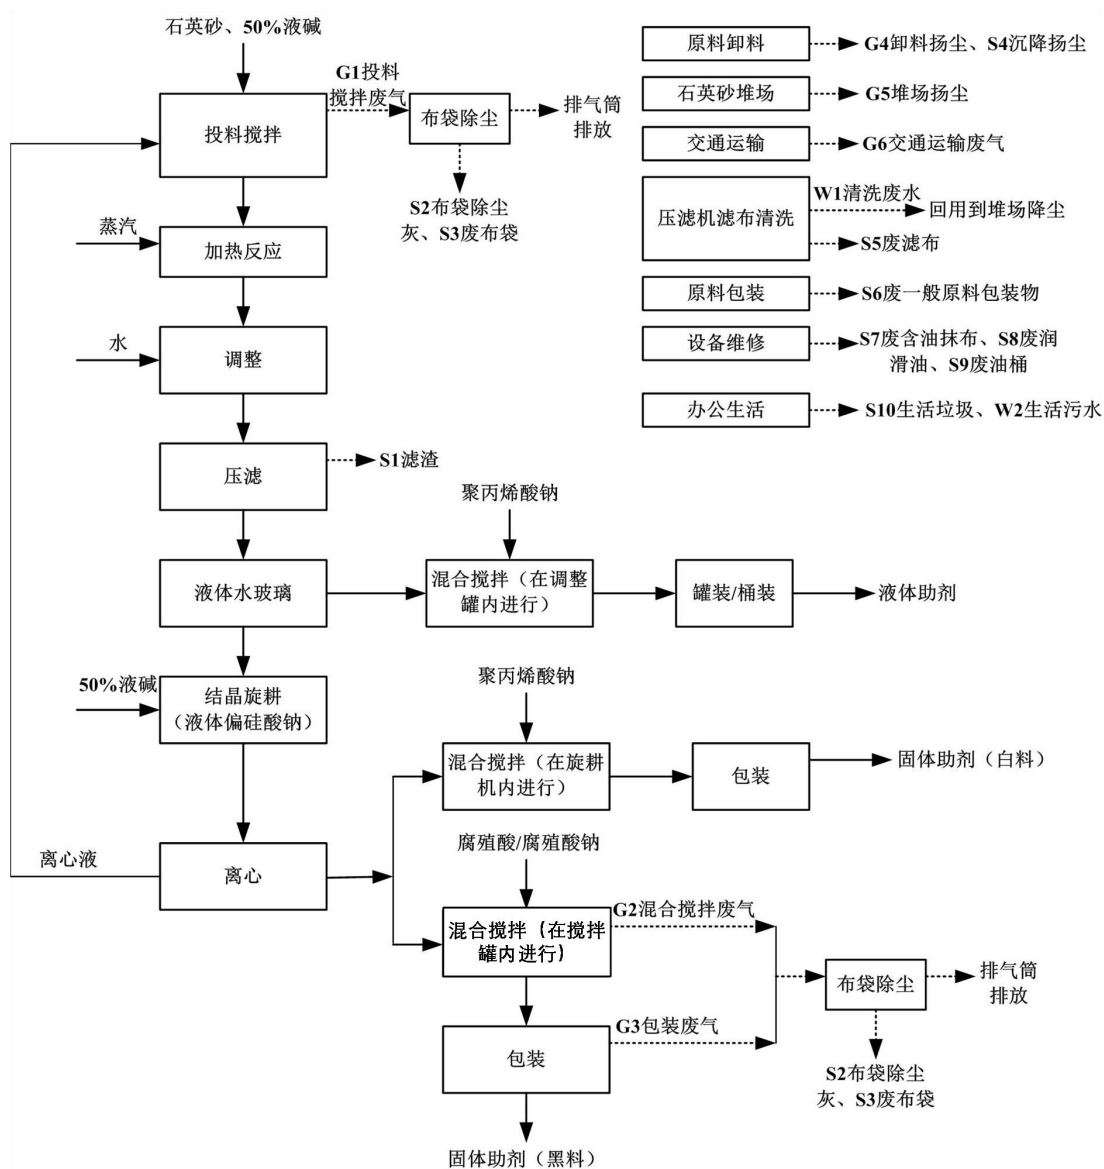 石英砂、50%液碱
投料搅拌
G1投料
搅拌废气
布袋除尘
排气筒
排放
S2布袋除尘
灰、S3废布袋
蒸汽
加热反应
水
调整
压滤
S1滤渣
液体水玻璃
聚丙烯酸钠
混合搅拌（在调整
罐内进行）
罐装/桶装
液体助剂
50%液碱
结晶旋耕
（液体偏硅酸钠）
聚丙烯酸钠
混合搅拌（在旋耕
机内进行）
包装
固体助剂（白料）
离心液
离心
腐殖酸/腐殖酸钠
混合搅拌（在搅拌
罐内进行）
G2混合搅拌废气
包装
G3包装废气
布袋除尘
排气筒
排放
S2布袋除尘
灰、S3废布袋
固体助剂（黑料）
原料卸料
G4卸料扬尘、S4沉降扬尘
石英砂堆场
G5堆场扬尘
交通运输
G6交通运输废气
压滤机滤布清洗
W1清洗废水
回用到堆场降尘
S5废滤布
原料包装
S6废一般原料包装物
设备维修
S7废含油抹布、S8废润
滑油、S9废油桶
办公生活
S10生活垃圾、W2生活污水